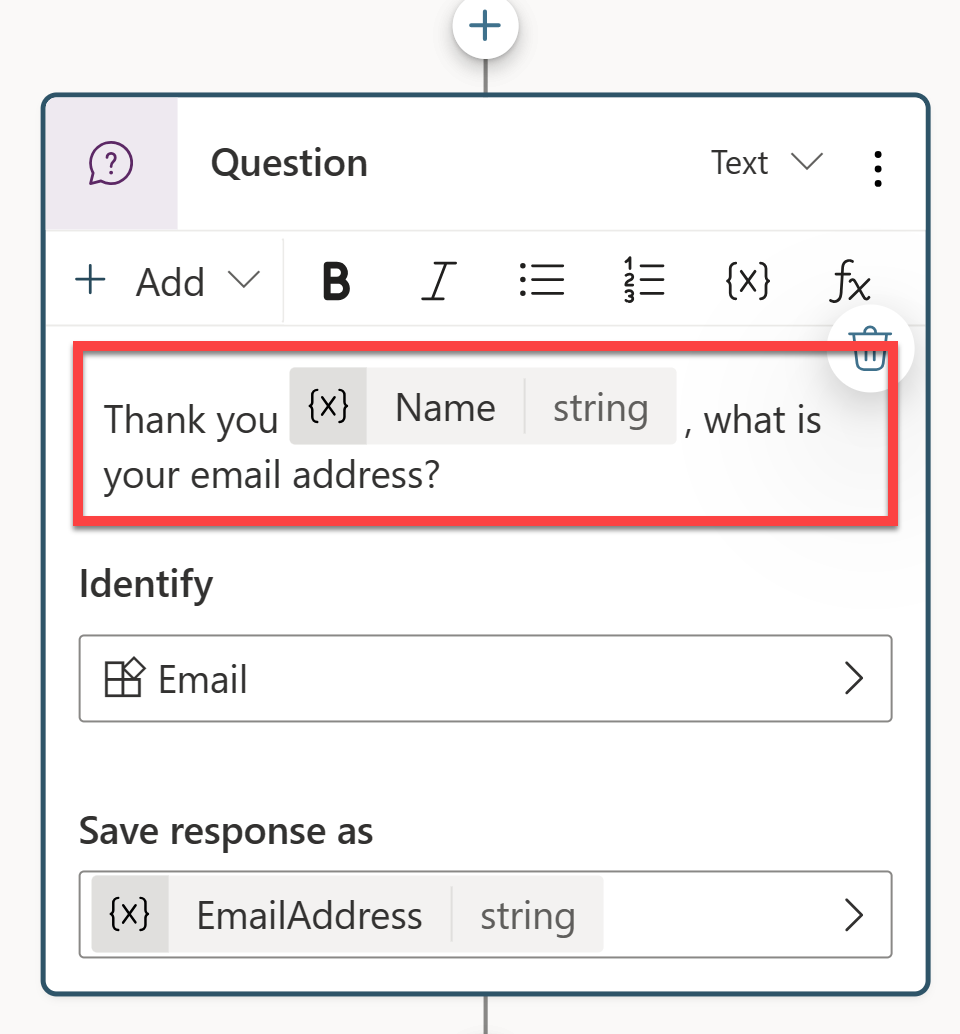 Question Text
Add B I {x} fx
Thank you {x} Name string , what is
your email address?
Identify
Email
Save response as
{x} EmailAddress string